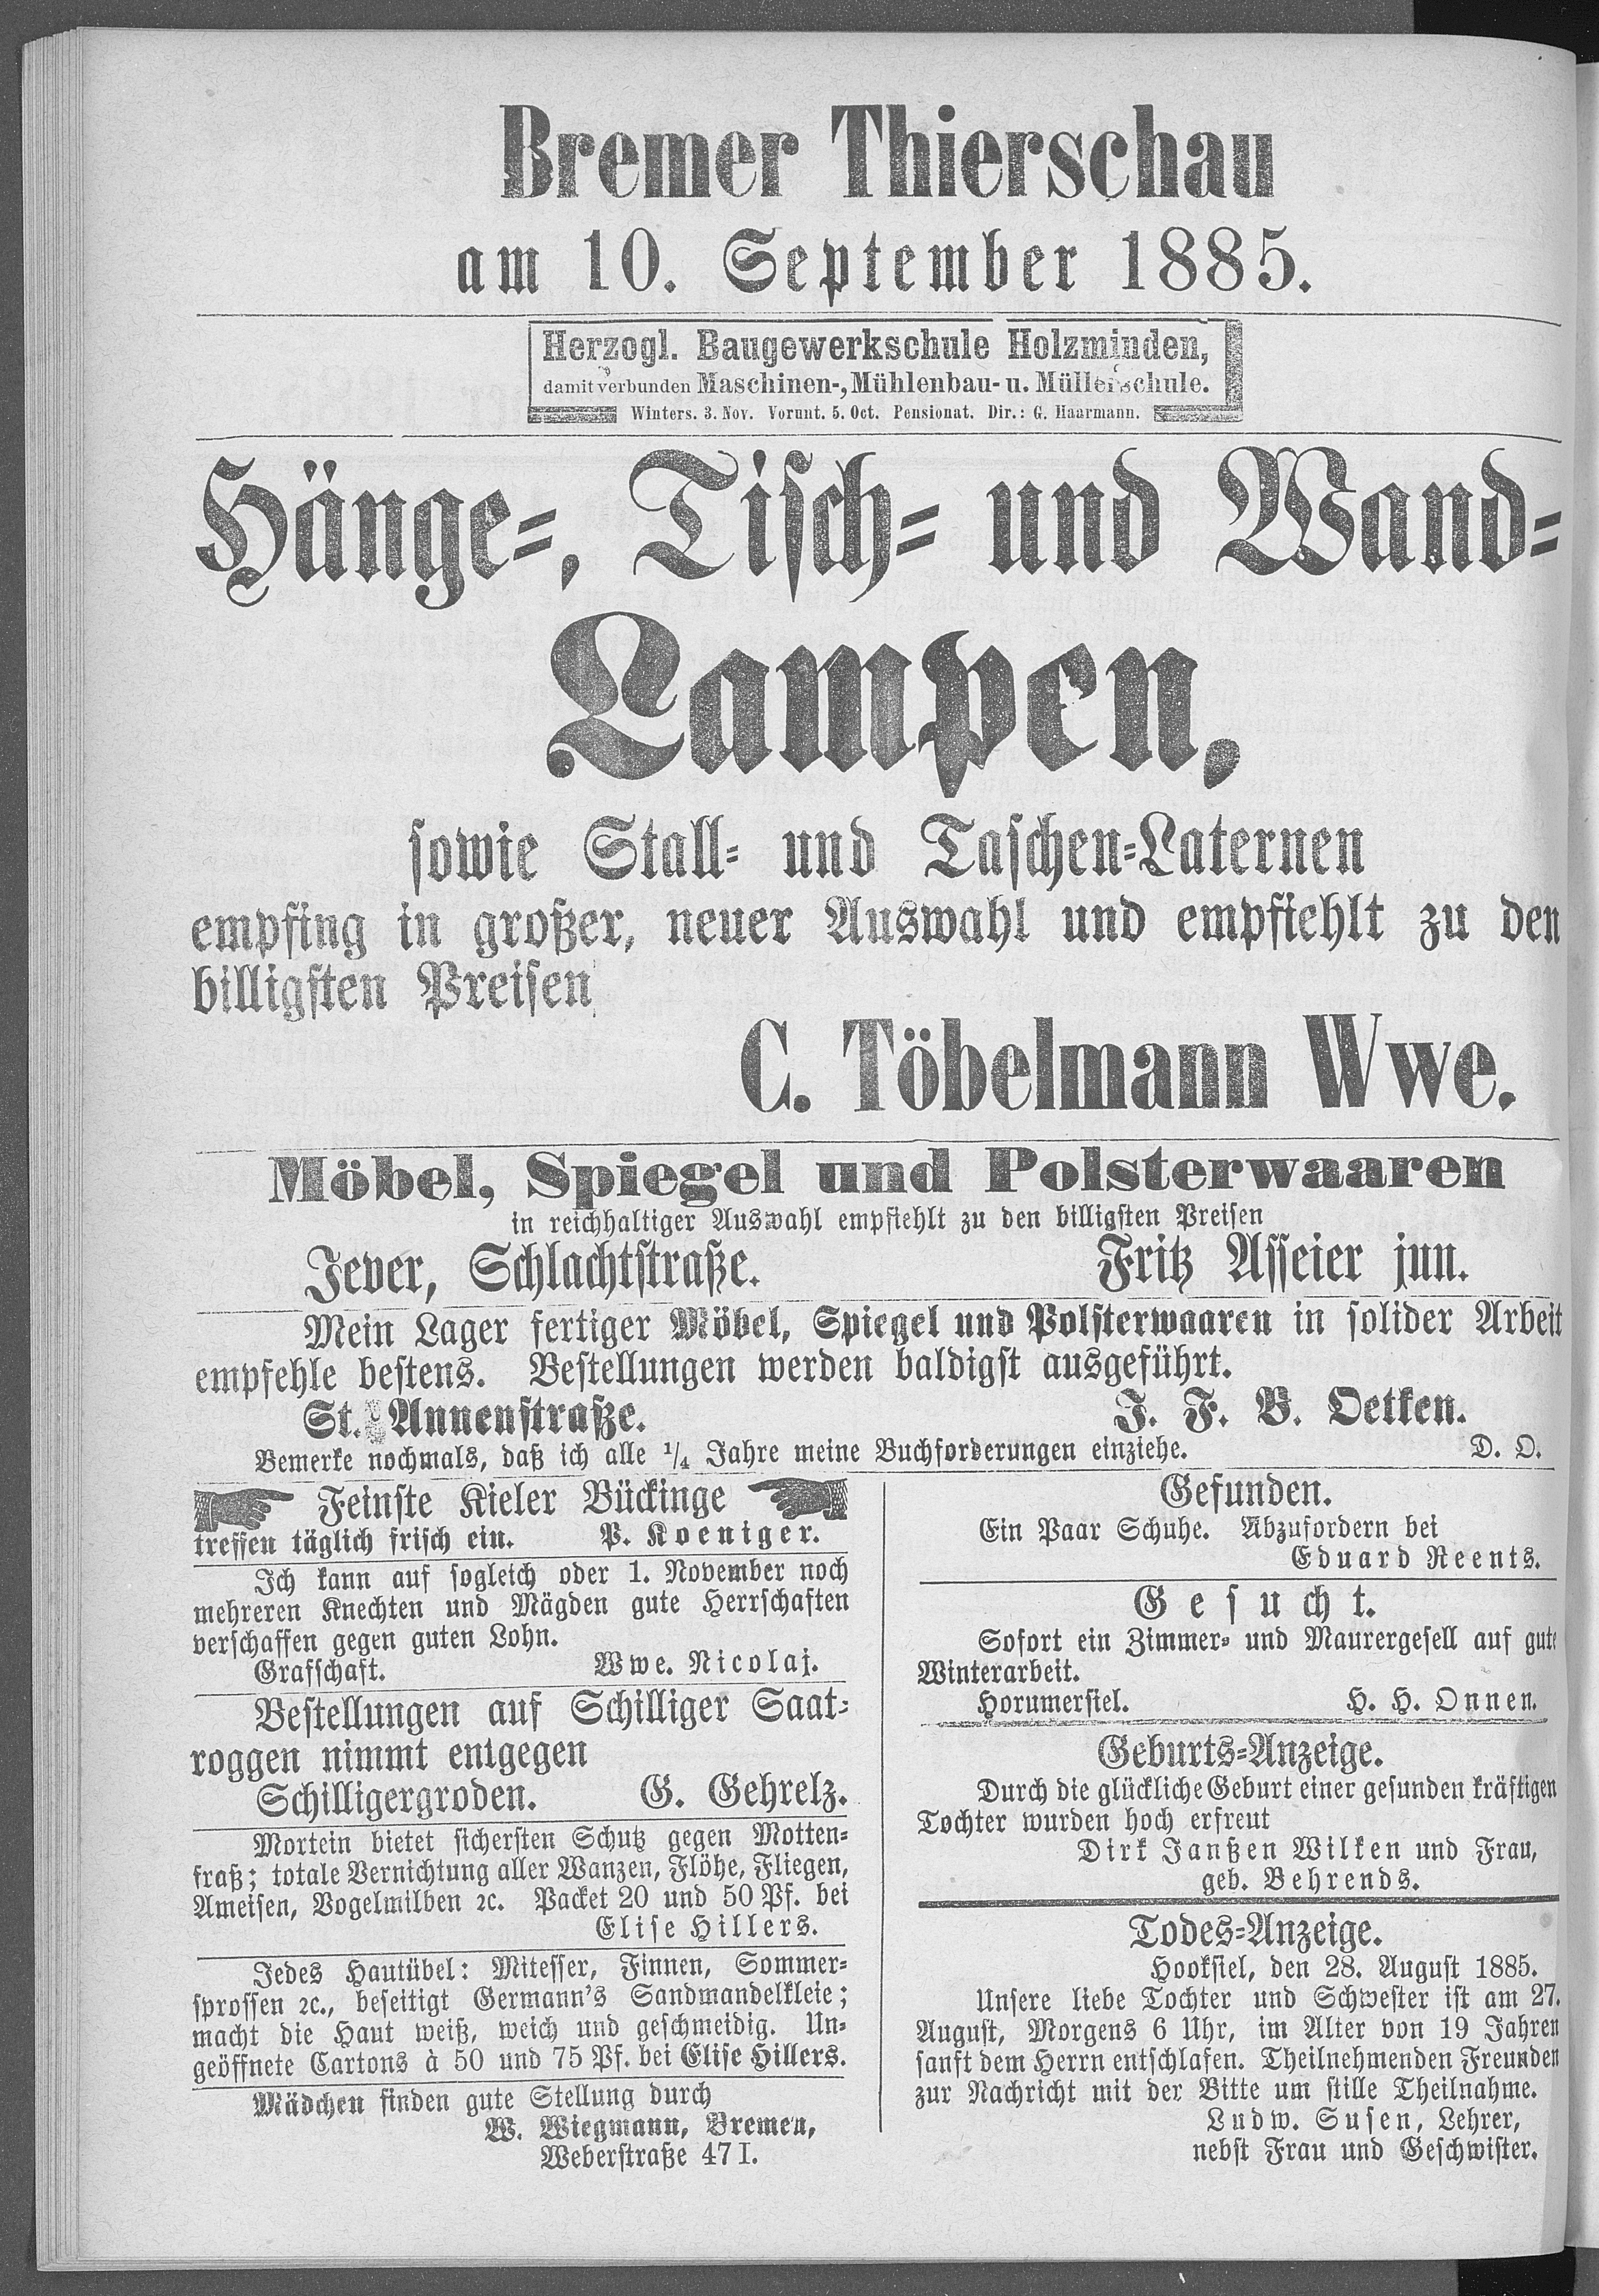 Bremer Thierschau
am 10. September 1885.
Herzogl. Baugewerkschule Holzminden,
damit verbunden Maschinen-, Mühlenbau- u. Müllerschule.
Winters. 3. Nov. Vorunt. 5. Oct. Pensionat. Dir.: G. Haarmann.
Hänge-, Tisch- und Wand-
Lampen,
sowie Stall- und Taschen-Laternen
empfing in großer, neuer Auswahl und empfiehlt zu den
billigsten Preisen
C. Töbelmann Wwe.
Möbel, Spiegel und Polsterwaaren
in reichhaltiger Auswahl empfiehlt zu den billigsten Preisen
Jever, Schlachtstraße. Fritz Asseier jun.
Mein Lager fertiger Möbel, Spiegel und Polsterwaaren in solider Arbeit
empfehle bestens. Bestellungen werden baldigst ausgeführt.
St. Annenstraße. J. F. B. Oetken.
Bemerke nochmals, daß ich alle 1/4 Jahre meine Buchforderungen einziehe. D. O.
Feinste Kieler Bückinge
treffen täglich frisch ein. P. Koeniger.
Ich kann auf sogleich oder 1. November noch
mehreren Knechten und Mägden gute Herrschaften
verschaffen gegen guten Lohn.
Grafschaft. Wwe. Nicolai.
Bestellungen auf Schilliger Saat-
roggen nimmt entgegen
Schilligergroden. G. Gehrelz.
Mortein bietet sichersten Schutz gegen Motten-
fraß; totale Vernichtung aller Wanzen, Flöhe, Fliegen,
Ameisen, Vogelmilben ꝛc. Packet 20 und 50 Pf. bei
Elise Hillers.
Jedes Hautübel: Mitesser, Finnen, Sommer-
sprossen ꝛc., beseitigt Germann's Sandmandelkleie;
macht die Haut weiß, weich und geschmeidig. Un-
geöffnete Cartons à 50 und 75 Pf. bei Elise Hillers.
Mädchen finden gute Stellung durch
W. Wiegmann, Bremen,
Weberstraße 47 I.
Gefunden.
Ein Paar Schuhe. Abzufordern bei
Eduard Reents.
Gesucht.
Sofort ein Zimmer- und Maurergesell auf gute
Winterarbeit.
Horumersiel. H. H. Onnen.
Geburts-Anzeige.
Durch die glückliche Geburt einer gesunden kräftigen
Tochter wurden hoch erfreut
Dirk Janßen Wilken und Frau,
geb. Behrends.
Todes-Anzeige.
Hooksiel, den 28. August 1885.
Unsere liebe Tochter und Schwester ist am 27.
August, Morgens 6 Uhr, im Alter von 19 Jahren
sanft dem Herrn entschlafen. Theilnehmenden Freunden
zur Nachricht mit der Bitte um stille Theilnahme.
Ludw. Susen, Lehrer,
nebst Frau und Geschwister.